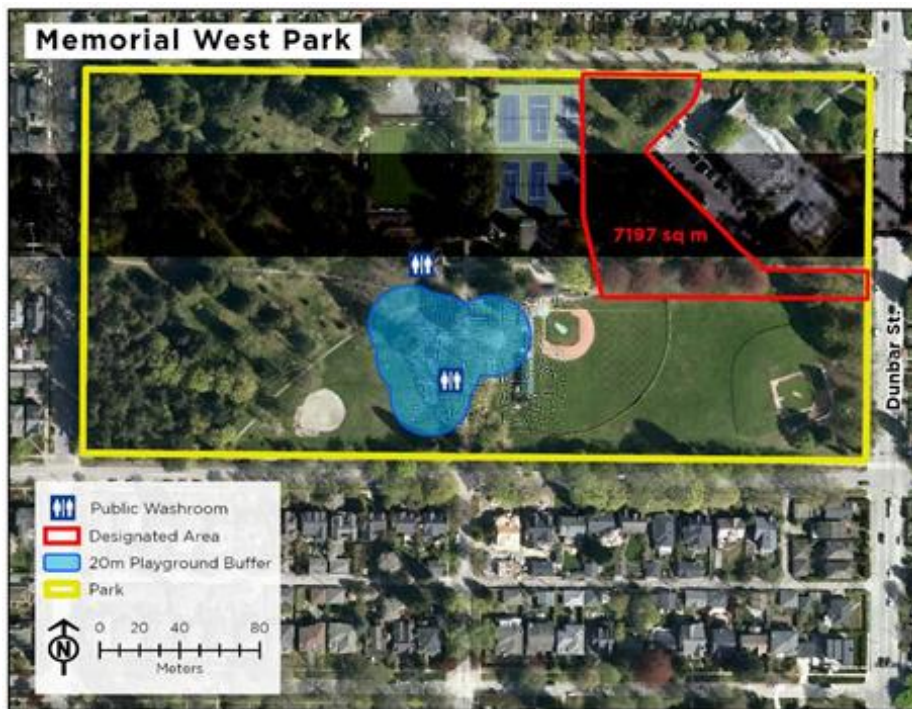 Memorial West Park
7197 sq m
Dunbar St.
Public Washroom
Designated Area
20m Playground Buffer
Park
N
0 20 40 80
Meters